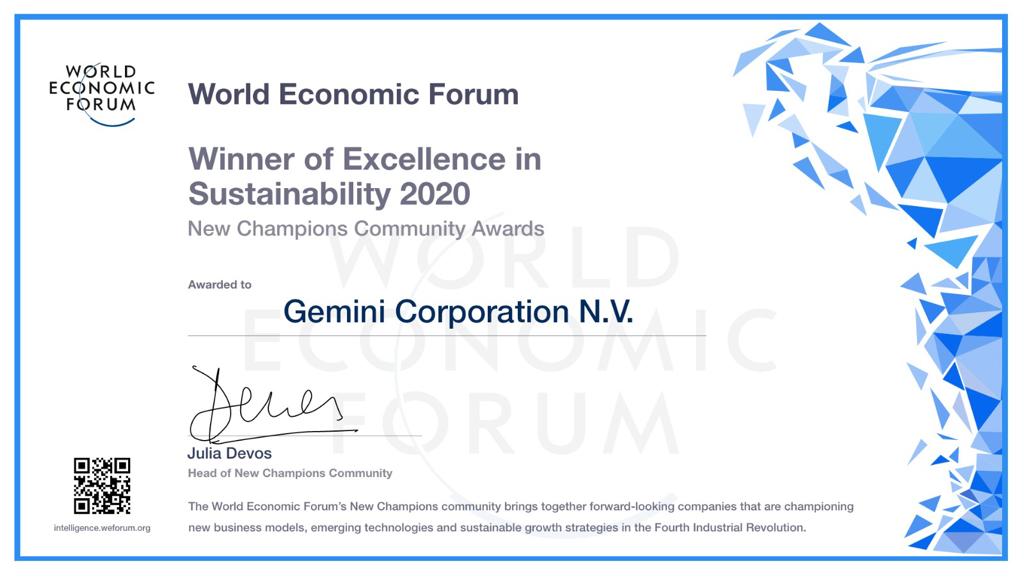 WORLD
ECONOMIC
FORUM
World Economic Forum
Winner of Excellence in
Sustainability 2020
New Champions Community Awards
Awarded to
Gemini Corporation N.V.
WORLD
ECONOMIC
FORUM
Devos
Julia Devos
Head of New Champions Community
The World Economic Forum's New Champions community brings together forward-looking companies that are championing
new business models, emerging technologies and sustainable growth strategies in the Fourth Industrial Revolution.
intelligence.weforum.org